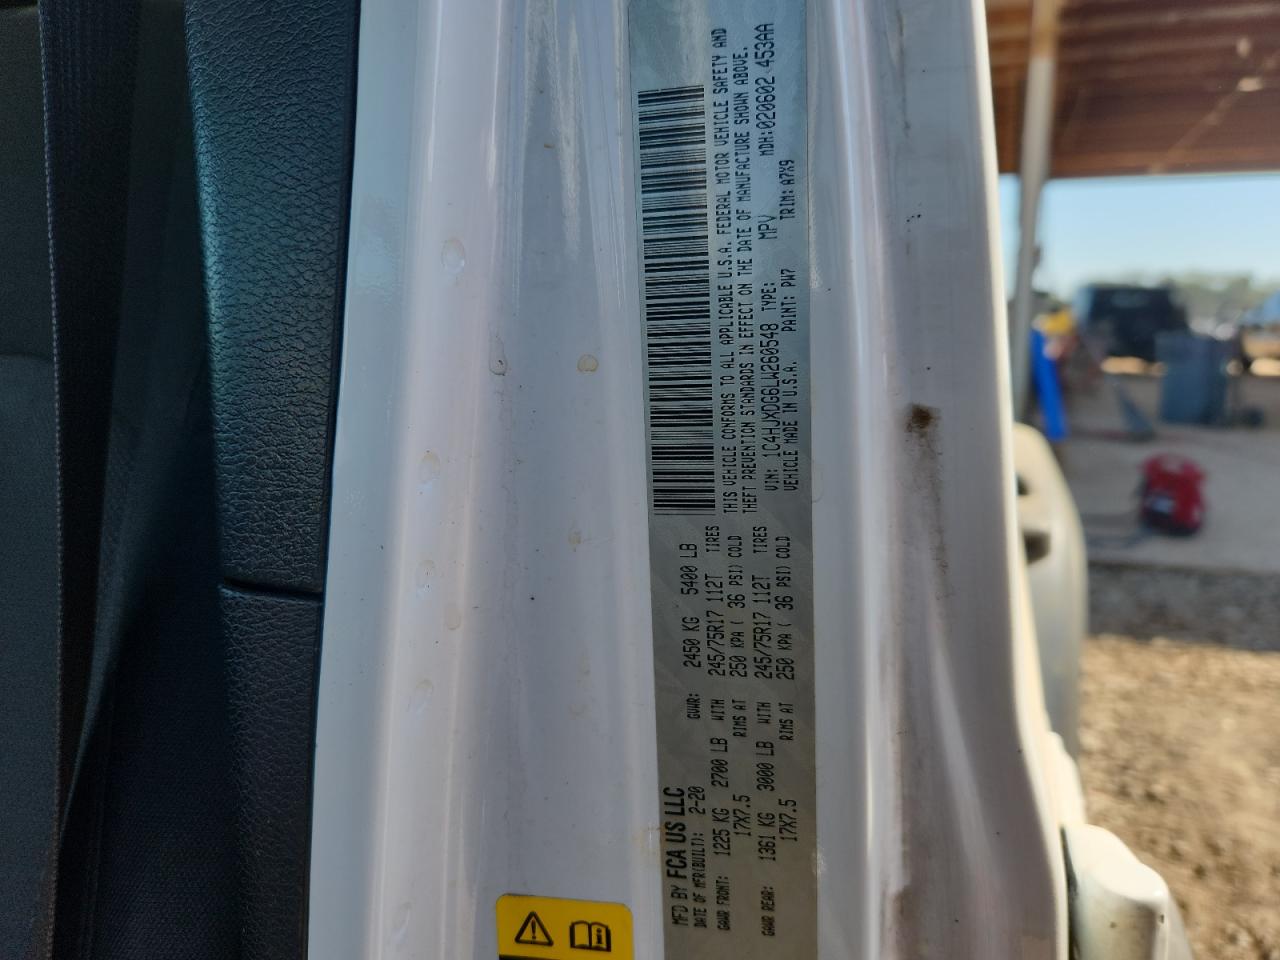 MFD BY FCA US LLC
DATE OF MFR(BUILT): 2-20 GVWR: 2450 KG 5400 LB
GAWR FRONT: 1225 KG 2700 LB WITH 245/75R17 112T TIRES
17X7.5 RIMS AT 250 KPA ( 36 PSI) COLD
GAWR REAR: 1361 KG 3000 LB WITH 245/75R17 112T TIRES
17X7.5 RIMS AT 250 KPA ( 36 PSI) COLD
THIS VEHICLE CONFORMS TO ALL APPLICABLE U.S.A. FEDERAL MOTOR VEHICLE SAFETY AND
THEFT PREVENTION STANDARDS IN EFFECT ON THE DATE OF MANUFACTURE SHOWN ABOVE.
VIN: 1C4HJXDG6LW260548 TYPE: MPV MDH:020602 453AA
VEHICLE MADE IN U.S.A. PAINT: PW7 TRIM: A7X9